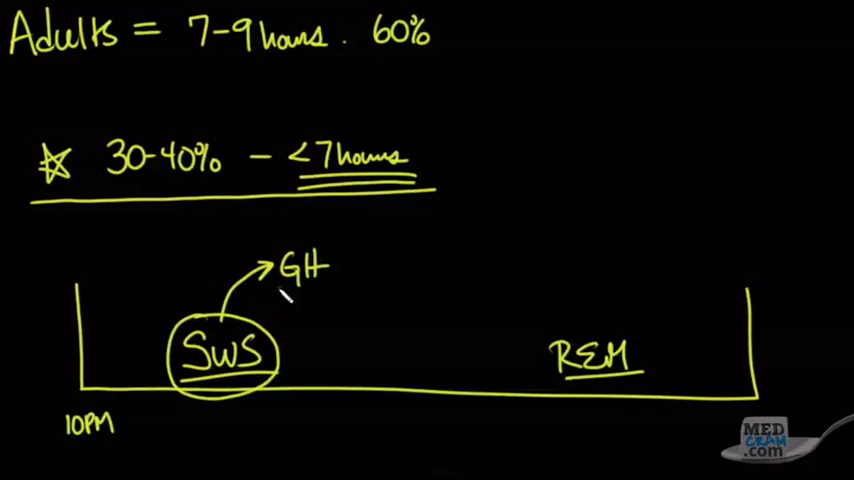 Adults = 7-9 hours. 60%
☆ 30-40% - <7 hours
GH
SWS
REM
10PM
MED
CRAM
.com